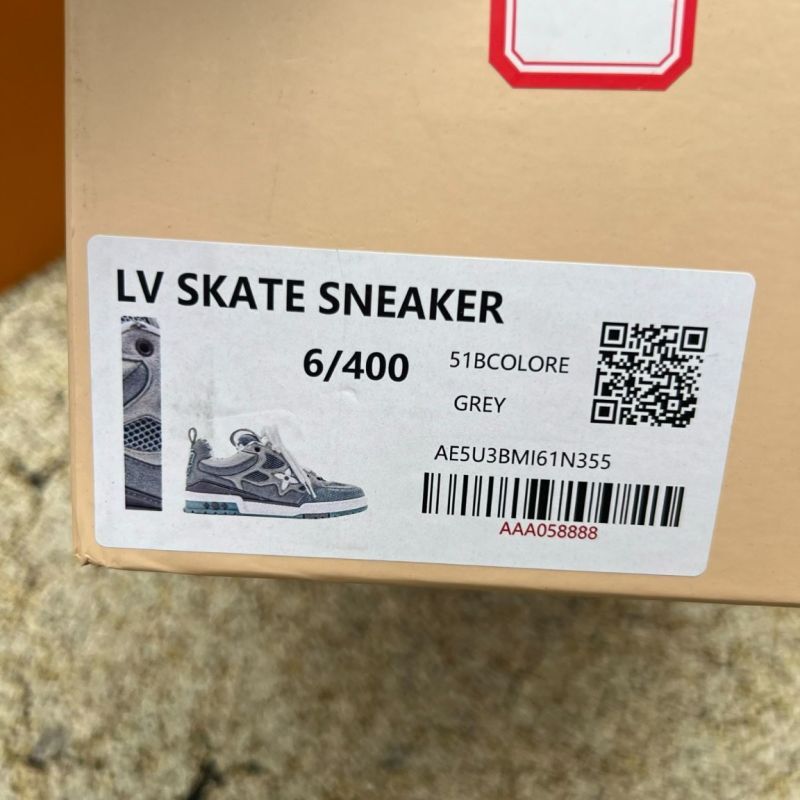 LV SKATE SNEAKER
6/400
51BCOLORE
GREY
AE5U3BMI61N355
AAA058888